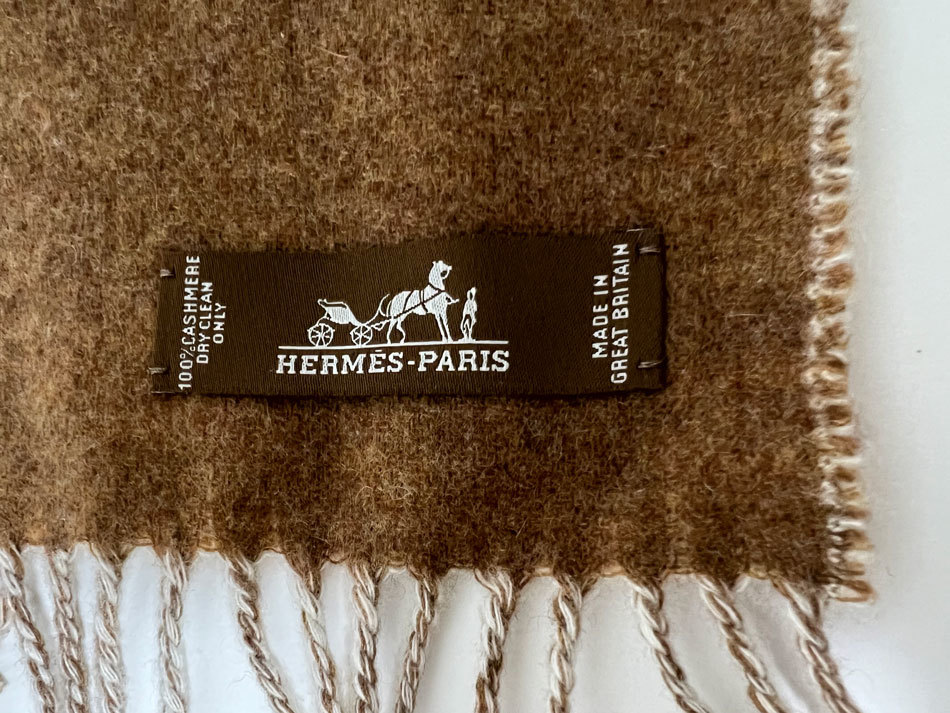 100% CASHMERE
DRY CLEAN
ONLY
HERMÈS-PARIS
MADE IN
GREAT BRITAIN